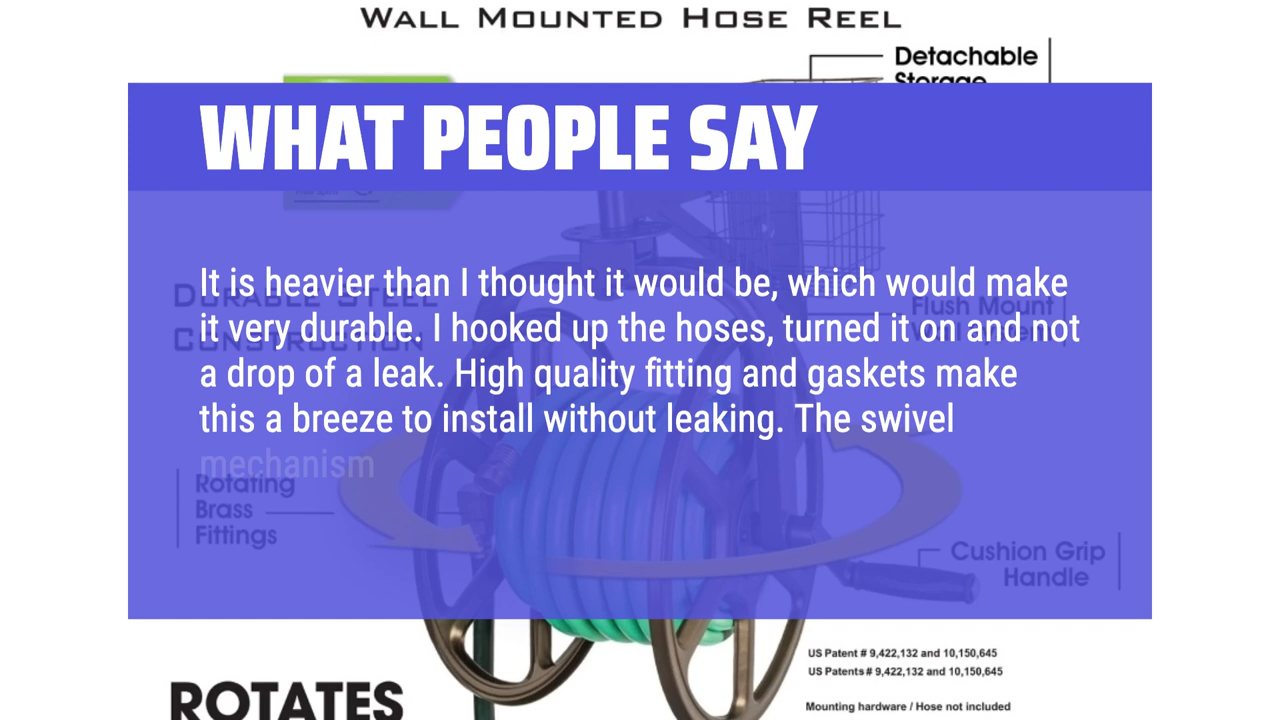 WALL MOUNTED HOSE REEL
Detachable
Storage
WHAT PEOPLE SAY
It is heavier than I thought it would be, which would make
it very durable. I hooked up the hoses, turned it on and not
a drop of a leak. High quality fitting and gaskets make
this a breeze to install without leaking. The swivel
mechanism
DURABLE STEEL
CONSTRUCTION
Flush Mount
Rotating
Brass
Fittings
Cushion Grip
Handle
US Patent # 9,422,132 and 10,150,645
US Patents # 9,422,132 and 10,150,645
Mounting hardware / Hose not included
ROTATES